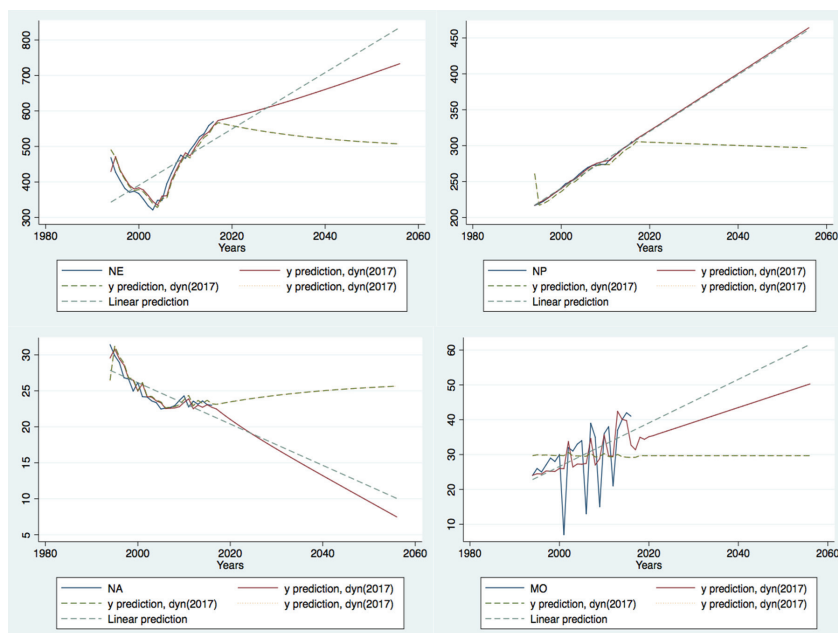 800
700
600
500
400
300
1980 2000 2020 2040 2060
Years
NE y prediction, dyn(2017)
y prediction, dyn(2017) y prediction, dyn(2017)
Linear prediction
450
400
350
300
250
200
1980 2000 2020 2040 2060
Years
NP y prediction, dyn(2017)
y prediction, dyn(2017) y prediction, dyn(2017)
Linear prediction
30
25
20
15
10
5
1980 2000 2020 2040 2060
Years
NA y prediction, dyn(2017)
y prediction, dyn(2017) y prediction, dyn(2017)
Linear prediction
60
50
40
30
20
10
1980 2000 2020 2040 2060
Years
MO y prediction, dyn(2017)
y prediction, dyn(2017) y prediction, dyn(2017)
Linear prediction